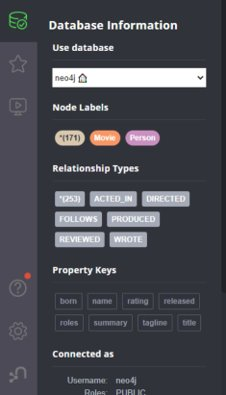 Database Information
Use database
neo4j
Node Labels
*(171) Movie Person
Relationship Types
*(253) ACTED_IN DIRECTED
FOLLOWS PRODUCED
REVIEWED WROTE
Property Keys
born name rating released
roles summary tagline title
Connected as
Username: neo4j
Roles: PUBLIC